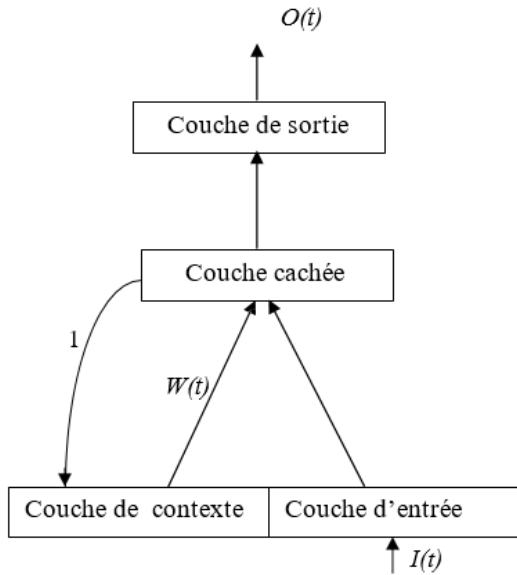 O(t)
Couche de sortie
Couche cachée
1
W(t)
Couche de contexte
Couche d'entrée
I(t)